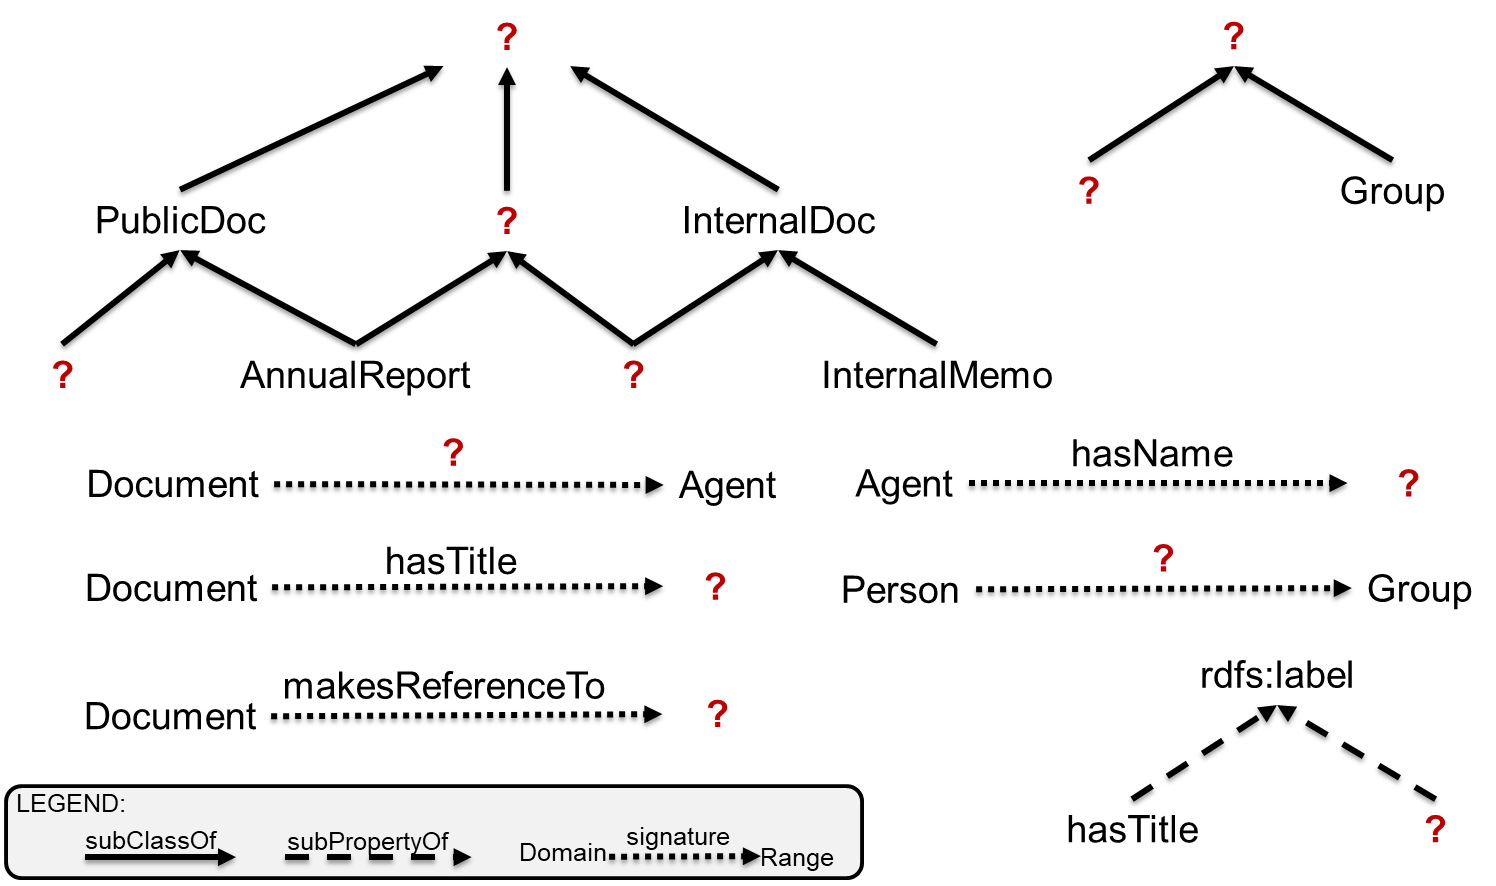 ?
?
PublicDoc
?
InternalDoc
?
Group
?
AnnualReport
?
InternalMemo
Document
?
Agent
Agent
hasName
?
Document
hasTitle
?
Person
?
Group
Document
makesReferenceTo
?
rdfs:label
hasTitle
?
LEGEND:
subClassOf
subPropertyOf
Domain
signature
Range